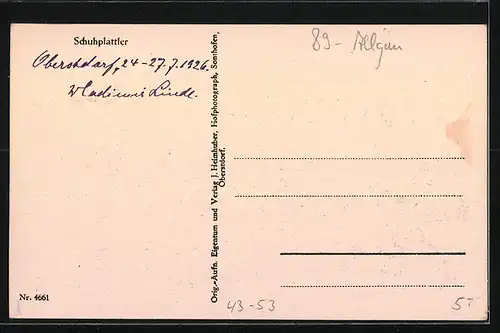 Schuhplattler
Oberstdorf, 24-27.7.1926.
Wladimir Lindt.
Nr. 4661
Orig.-Aufn. Eigentum und Verlag J. Heimhuber, Hofphotograph, Sonthofen,
Oberstdorf.
89- Allgäu
43-53
5-